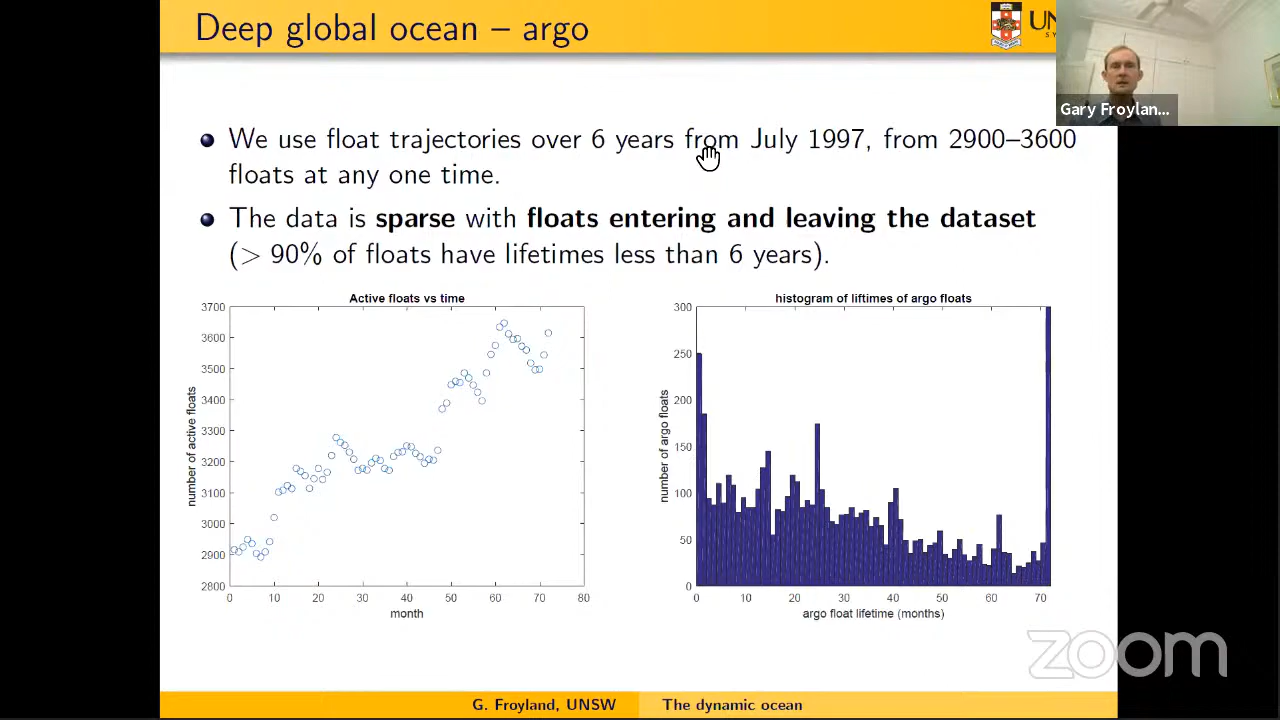 Deep global ocean – argo
UN
S Y
Gary Froylan...
We use float trajectories over 6 years from July 1997, from 2900–3600
floats at any one time.
The data is sparse with floats entering and leaving the dataset
(> 90% of floats have lifetimes less than 6 years).
Active floats vs time
3700
3600
3500
3400
3300
3200
3100
3000
2900
2800
number of active floats
0 10 20 30 40 50 60 70 80
month
histogram of liftimes of argo floats
300
250
200
150
100
50
0
number of argo floats
0 10 20 30 40 50 60 70
argo float lifetime (months)
zoom
G. Froyland, UNSW The dynamic ocean